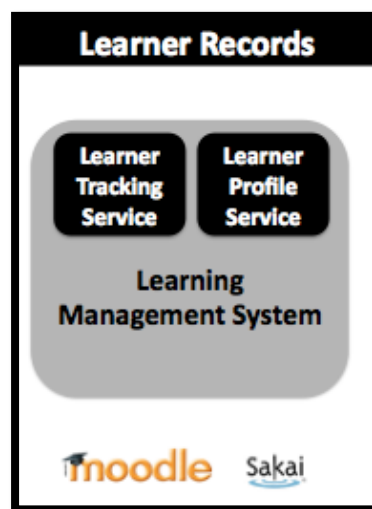 Learner Records
Learner
Tracking
Service
Learner
Profile
Service
Learning
Management System
moodle
Sakai